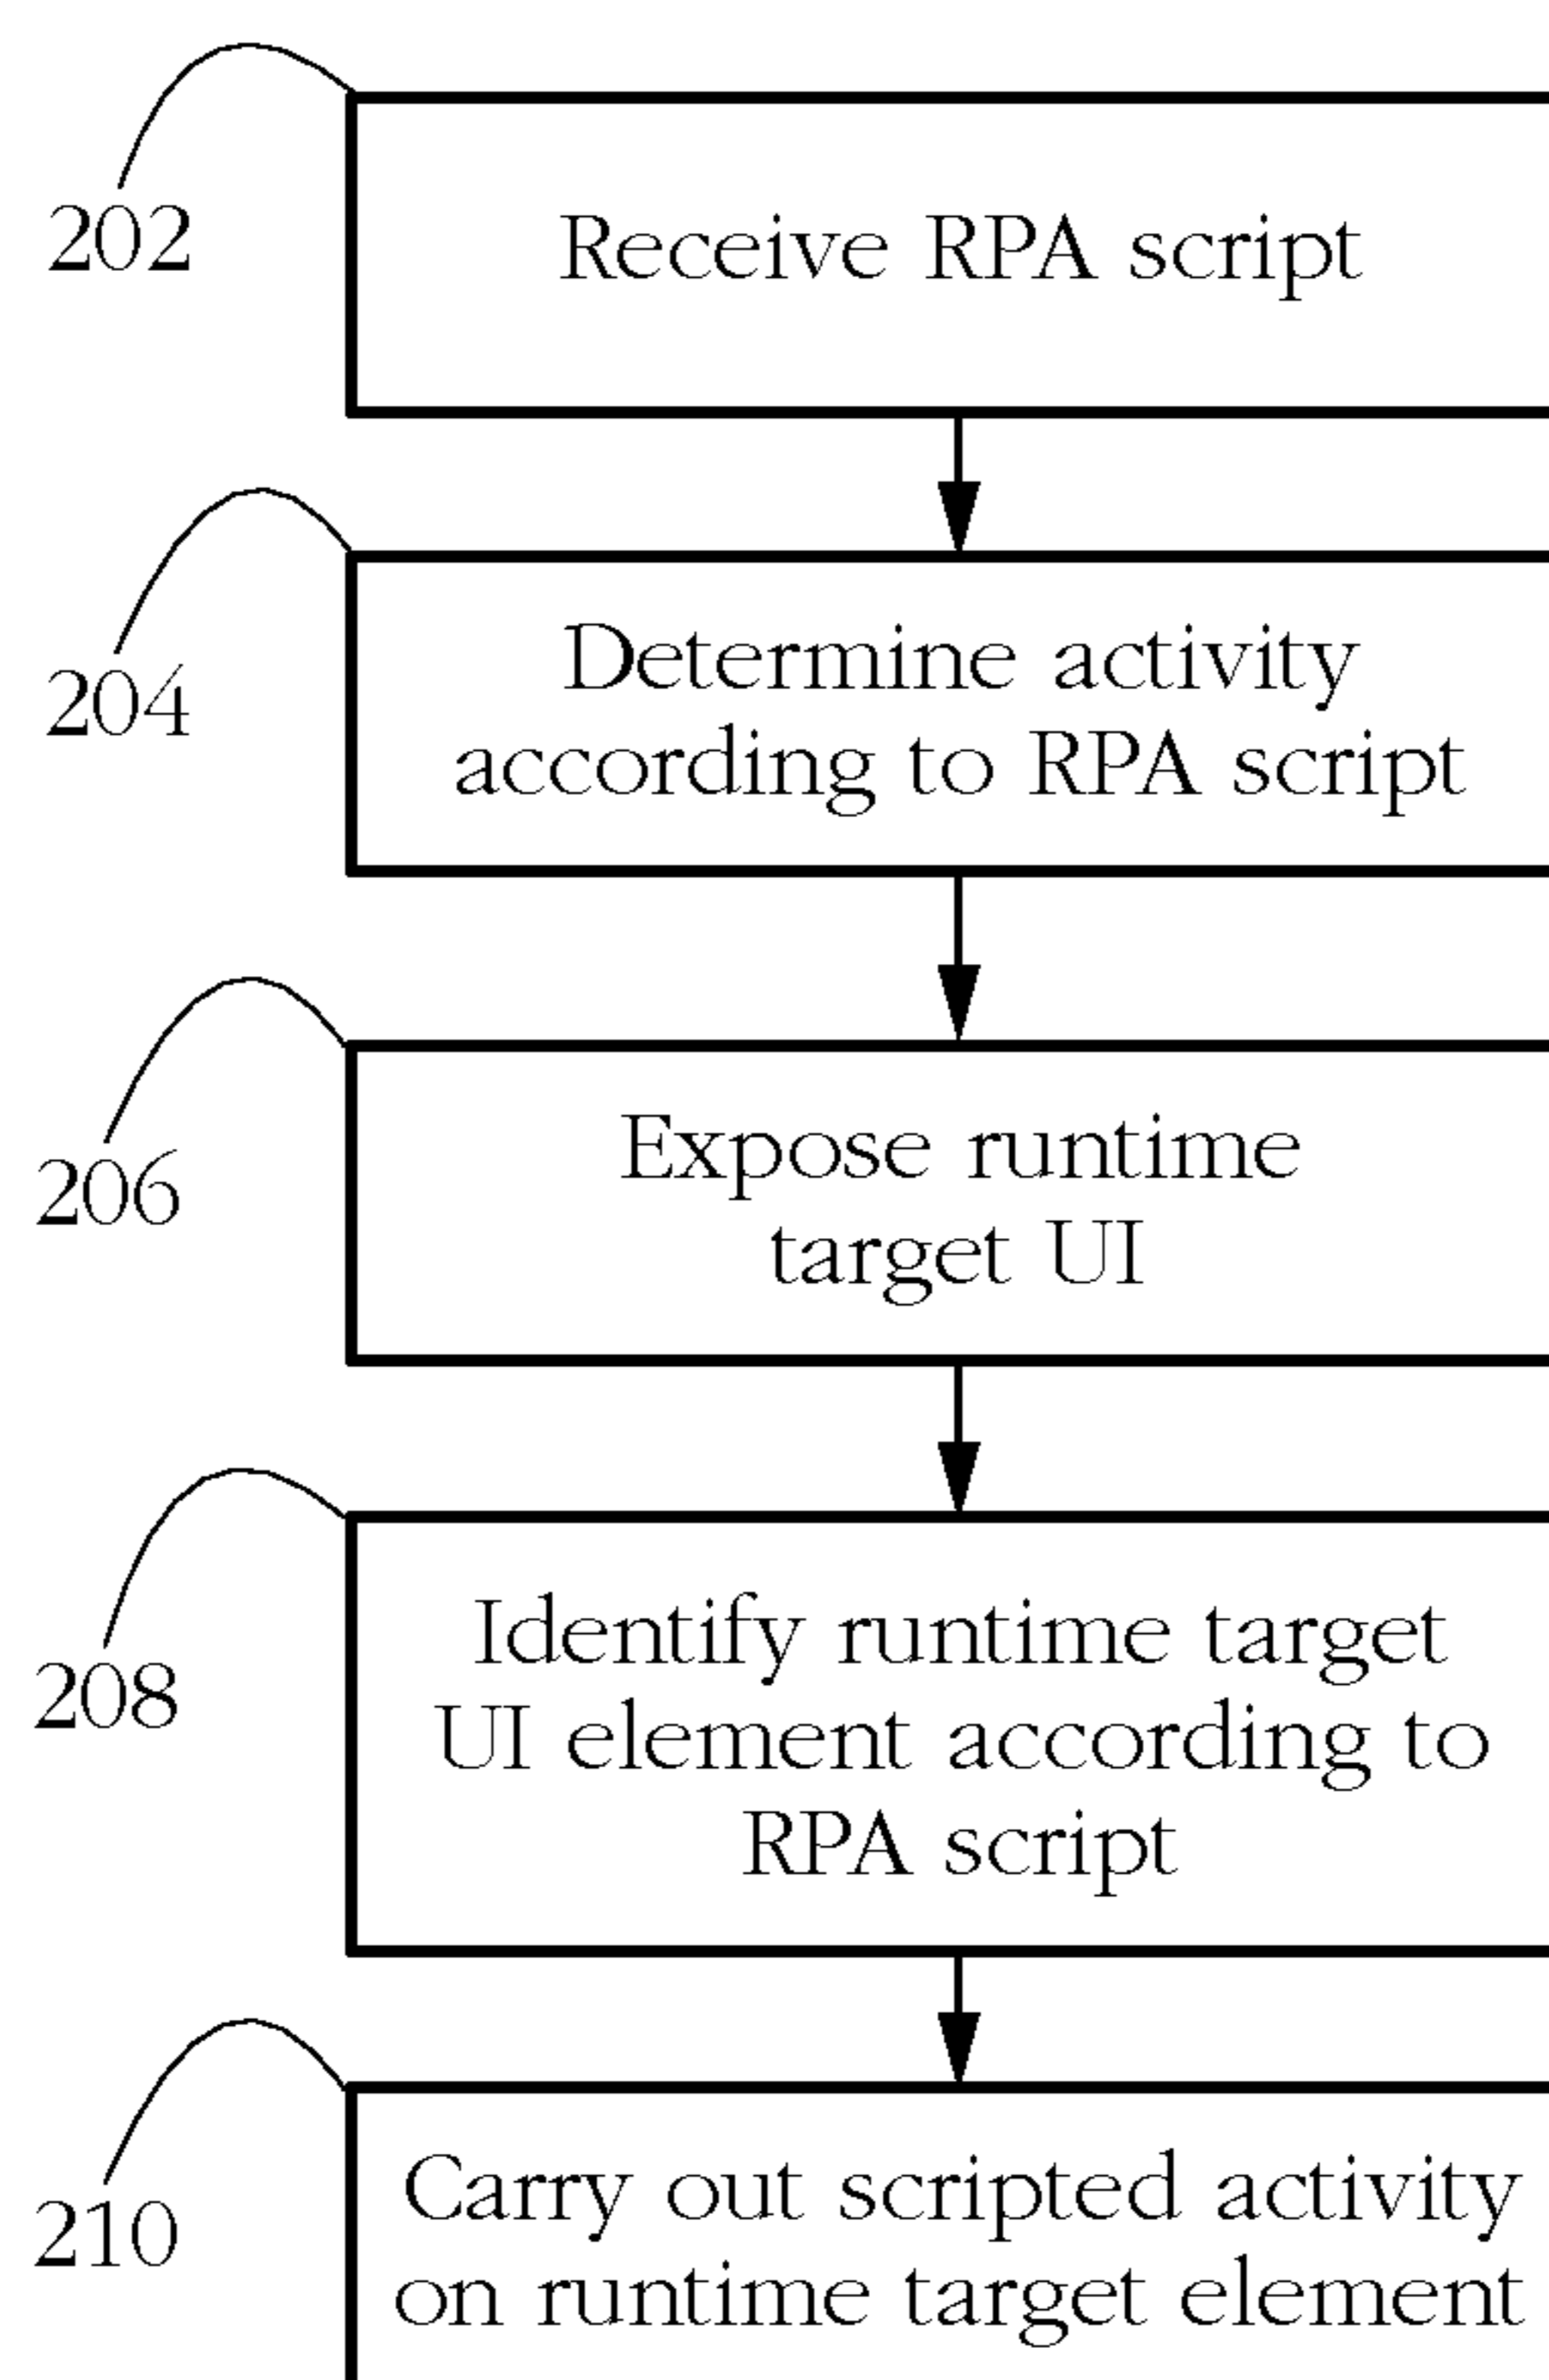 202
Receive RPA script
204
Determine activity
according to RPA script
206
Expose runtime
target UI
208
Identify runtime target
UI element according to
RPA script
210
Carry out scripted activity
on runtime target element